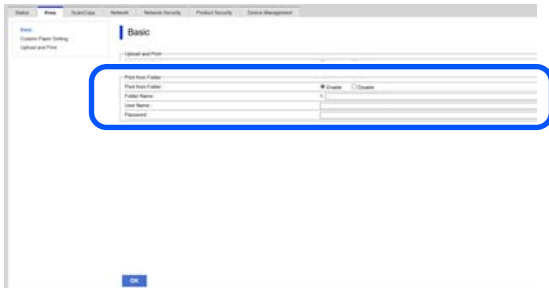 Status Print Scan/Copy Network Network Security Product Security Device Management
Basic
Custom Paper Setting
Upload and Print
Basic
Upload and Print
Print from Folder
Print from Folder: Enable Disable
Folder Name: \\
User Name:
Password:
OK